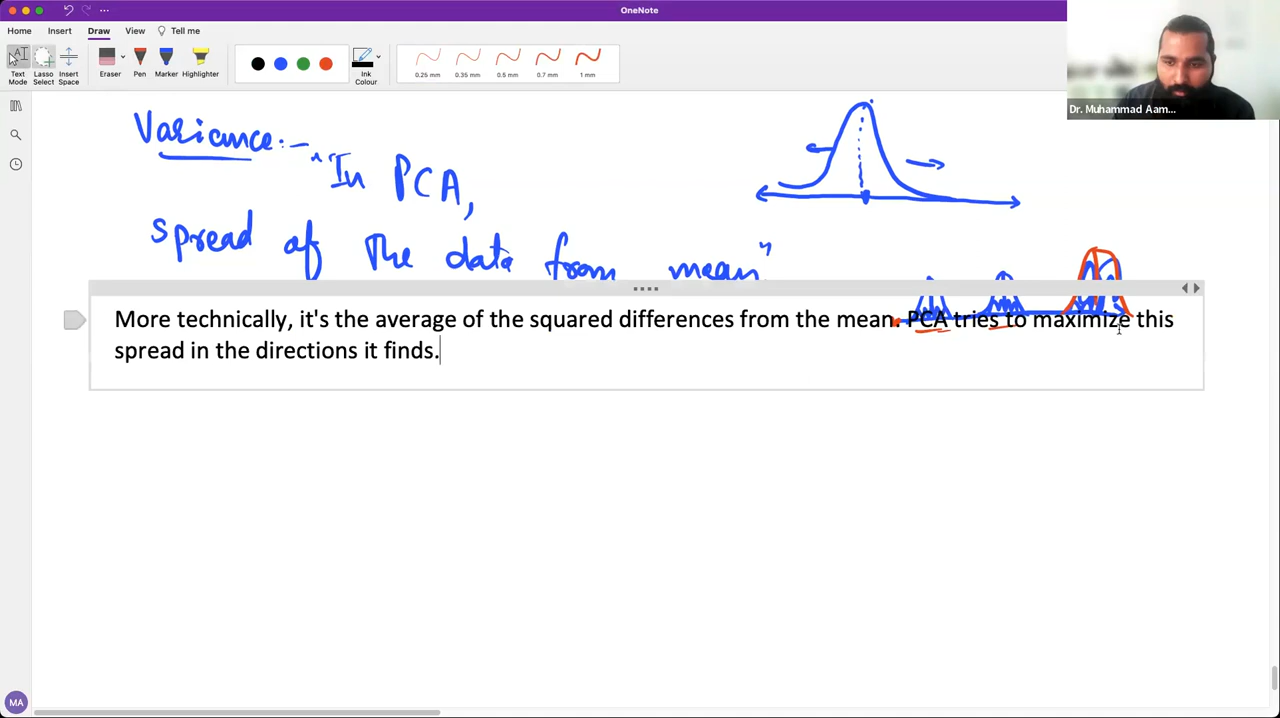 OneNote
Home Insert Draw View Tell me
Text Mode
Lasso Select
Insert Space
Eraser
Pen
Marker
Highlighter
Ink Colour
0.25 mm
0.35 mm
0.5 mm
0.7 mm
1 mm
Dr. Muhammad Aam...
Variance:- "In PCA,
spread of the data from mean"
More technically, it's the average of the squared differences from the mean. PCA tries to maximize this
spread in the directions it finds.
MA